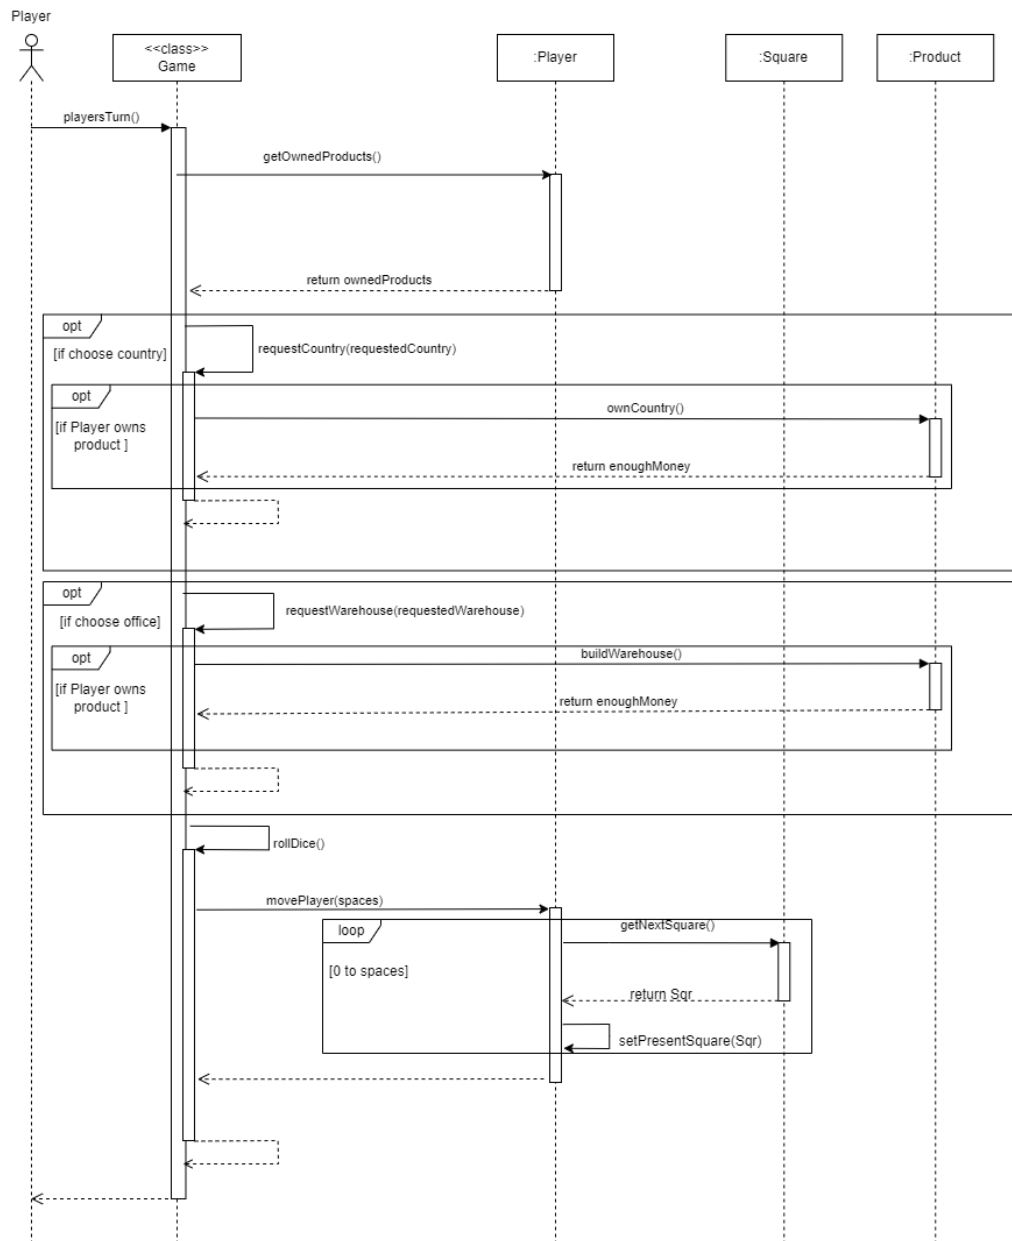 Player
<<class>>
Game
:Player
:Square
:Product
playersTurn()
getOwnedProducts()
return ownedProducts
opt
[if choose country]
requestCountry(requestedCountry)
opt
[if Player owns
product ]
ownCountry()
return enoughMoney
opt
[if choose office]
requestWarehouse(requestedWarehouse)
opt
[if Player owns
product ]
buildWarehouse()
return enoughMoney
rollDice()
movePlayer(spaces)
loop
[0 to spaces]
getNextSquare()
return Sqr
setPresentSquare(Sqr)